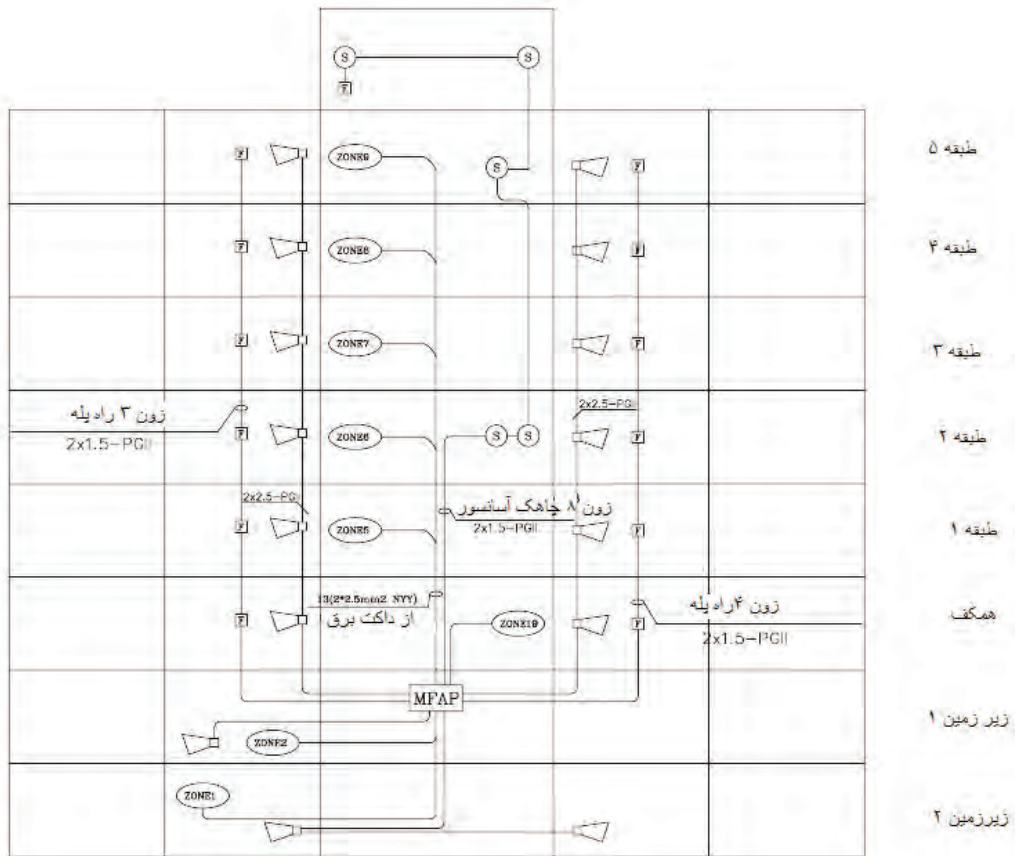 S
S
F
طبقه ۵
F
ZONE9
S
F
طبقه ۴
F
ZONE8
F
طبقه ۳
F
ZONE7
F
زون ۳ راه پله
2x1.5-PGII
2x2.5-PGII
طبقه ۲
F
ZONE6
S
S
F
2x2.5-PGII
زون ۱۸ چاهک آسانسور
2x1.5-PGII
طبقه ۱
F
ZONE5
F
13(2*2.5mm2 NYY)
از داکت برق
زون ۴ راه پله
2x1.5-PGII
همکف
F
ZONE19
F
MFAP
زیر زمین ۱
ZONE2
ZONE1
زیرزمین ۲